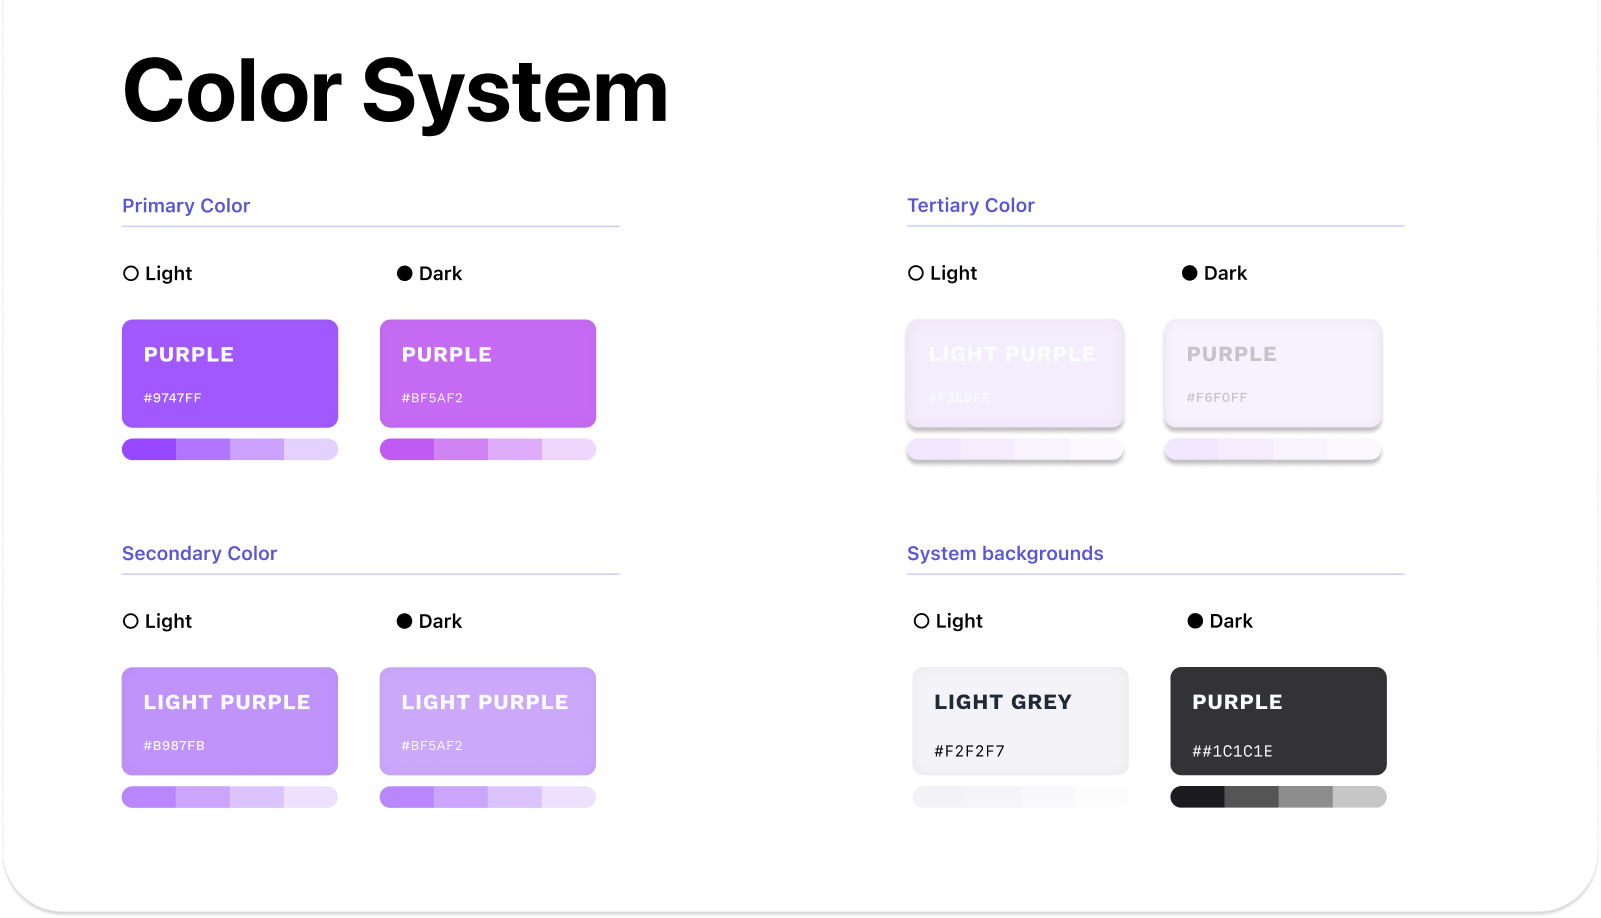 Color System
Primary Color
Light
Dark
PURPLE
#9747FF
PURPLE
#BF5AF2
Tertiary Color
Light
Dark
LIGHT PURPLE
#F3E8FE
PURPLE
#F6F0FF
Secondary Color
Light
Dark
LIGHT PURPLE
#B987FB
LIGHT PURPLE
#BF5AF2
System backgrounds
Light
Dark
LIGHT GREY
#F2F2F7
PURPLE
##1C1C1E